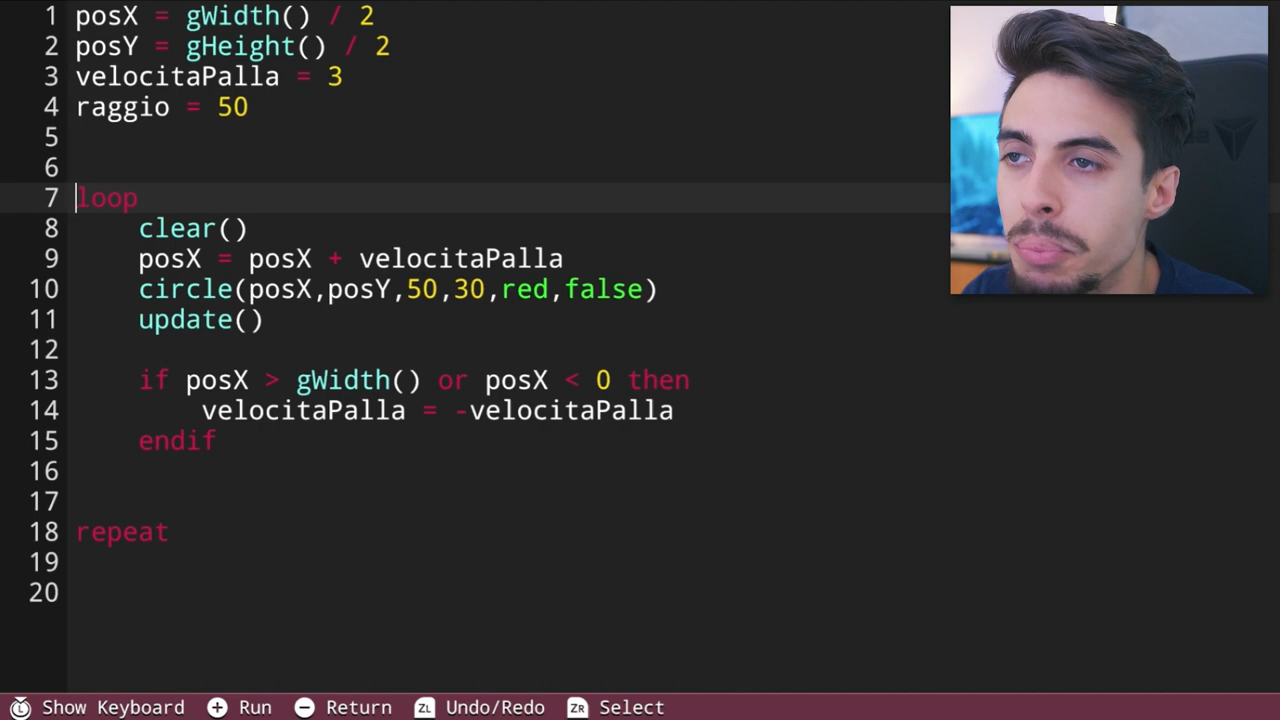 1 posX = gWidth() / 2
2 posY = gHeight() / 2
3 velocitaPalla = 3
4 raggio = 50
5
6
7 loop
8 clear()
9 posX = posX + velocitaPalla
10 circle(posX,posY,50,30,red,false)
11 update()
12
13 if posX > gWidth() or posX < 0 then
14 velocitaPalla = -velocitaPalla
15 endif
16
17
18 repeat
19
20
L Show Keyboard + Run - Return ZL Undo/Redo ZR Select